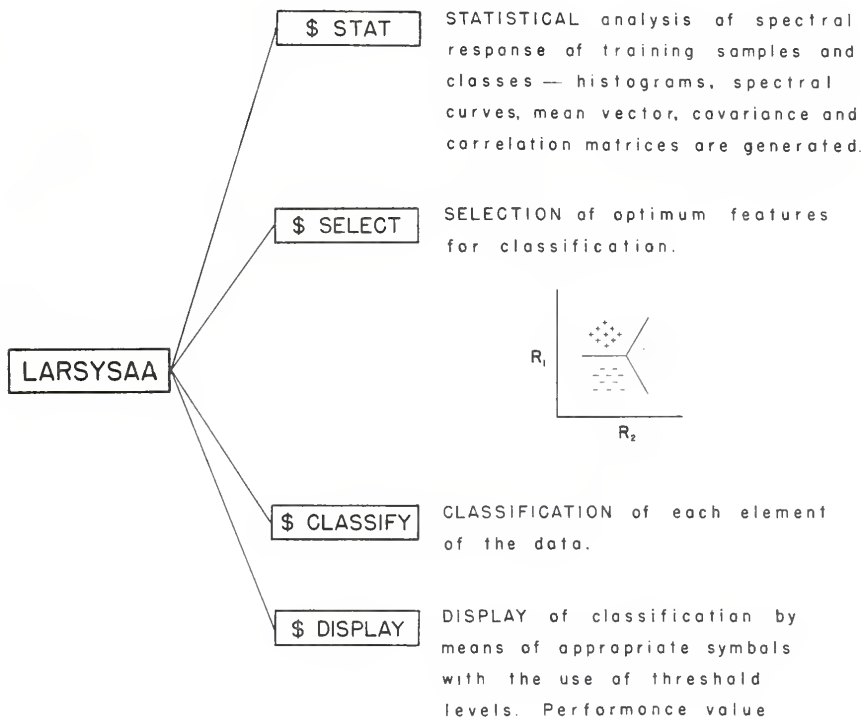 $ STAT
STATISTICAL analysis of spectral
response of training samples and
classes — histograms, spectral
curves, mean vector, covariance and
correlation matrices are generated.
$ SELECT
SELECTION of optimum features
for classification.
R₁
R₂
LARSYSAA
$ CLASSIFY
CLASSIFICATION of each element
of the data.
$ DISPLAY
DISPLAY of classification by
means of appropriate symbols
with the use of threshold
levels. Performance value